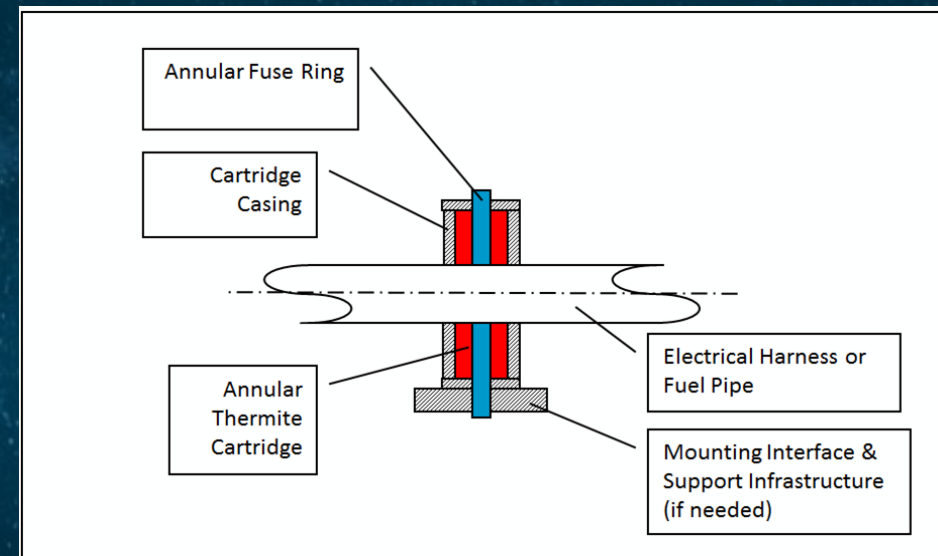 Annular Fuse Ring
Cartridge
Casing
Annular
Thermite
Cartridge
Electrical Harness or
Fuel Pipe
Mounting Interface &
Support Infrastructure
(if needed)